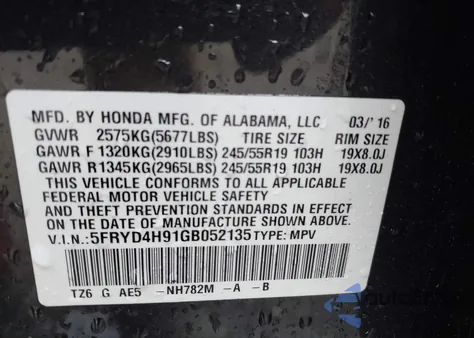 MFD. BY HONDA MFG. OF ALABAMA, LLC 03/' 16
GVWR 2575KG(5677LBS) TIRE SIZE RIM SIZE
GAWR F 1320KG(2910LBS) 245/55R19 103H 19X8.0J
GAWR R1345KG(2965LBS) 245/55R19 103H 19X8.0J
THIS VEHICLE CONFORMS TO ALL APPLICABLE
FEDERAL MOTOR VEHICLE SAFETY
AND THEFT PREVENTION STANDARDS IN EFFECT ON THE
DATE OF MANUFACTURE SHOWN ABOVE.
V.I.N.:5FRYD4H91GB052135 TYPE: MPV
TZ6 G AE5 -NH782M -A -B